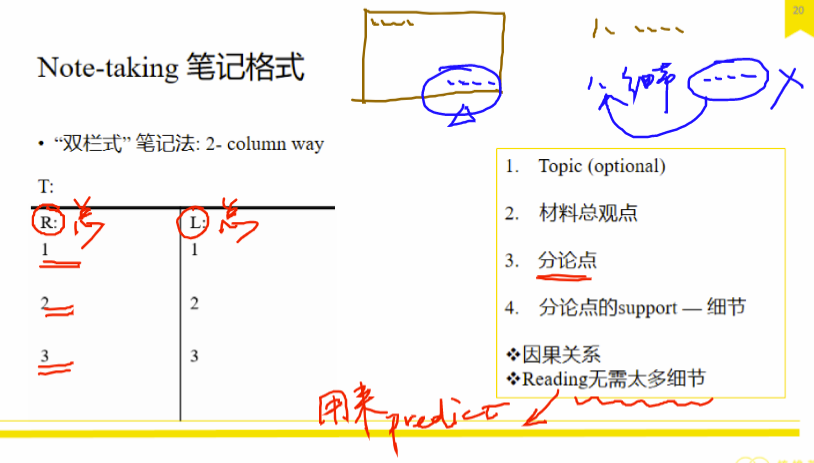 20
Note-taking 笔记格式
1. 细节
• “双栏式” 笔记法: 2- column way
T:
R: 总点
L: 总点
1
1
2
2
3
3
1. Topic (optional)
2. 材料总观点
3. 分论点
4. 分论点的support — 细节
❖因果关系
❖Reading无需太多细节
用来predict